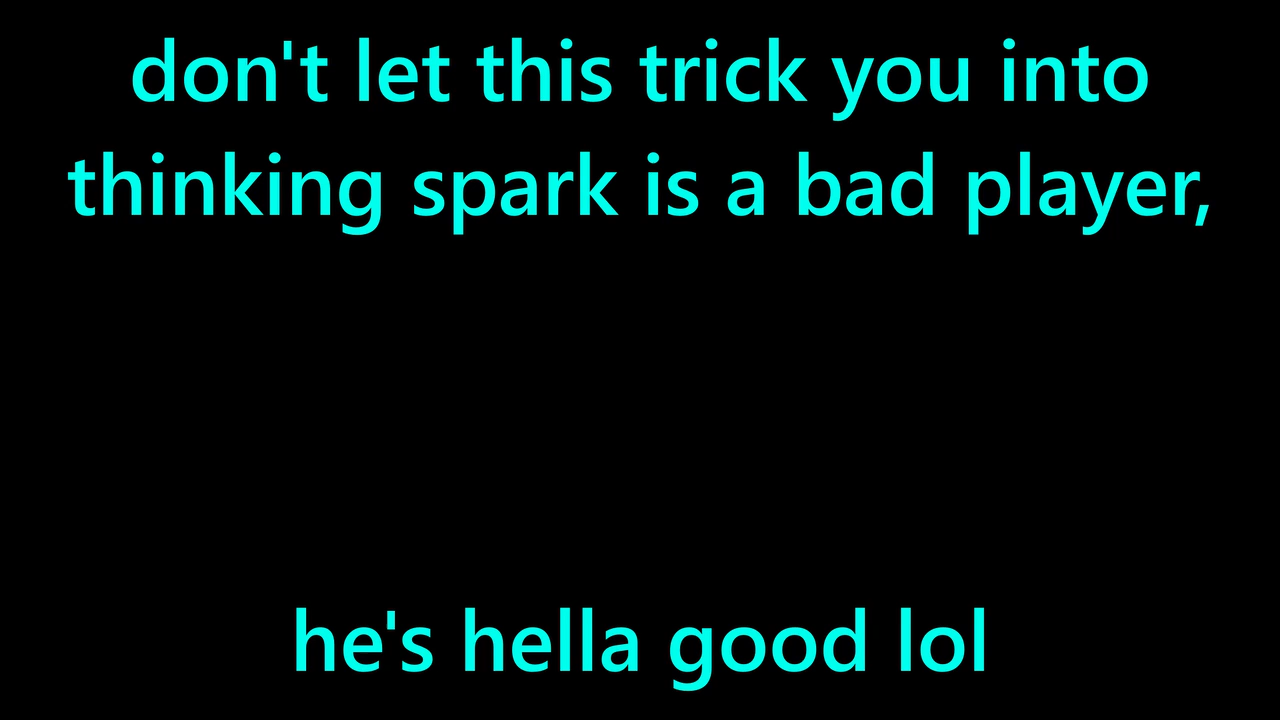 don't let this trick you into
thinking spark is a bad player,
he's hella good lol